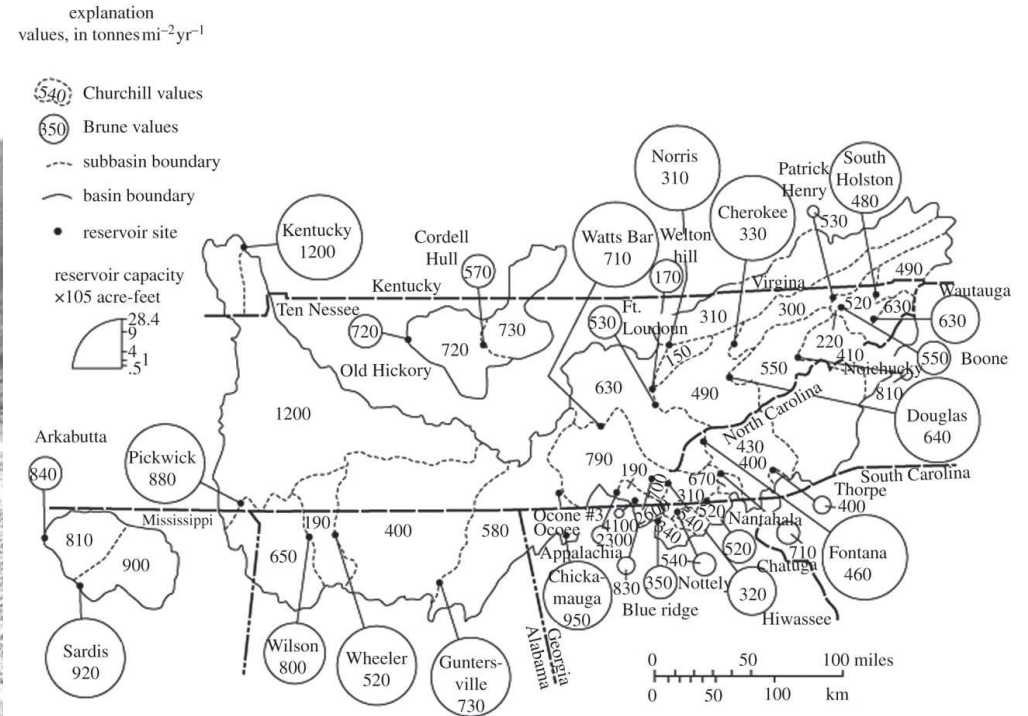 explanation
values, in tonnes mi⁻² yr⁻¹
540 Churchill values
350 Brune values
subbasin boundary
basin boundary
reservoir site
reservoir capacity
×105 acre-feet
28.4
9
4
.1
.5
Kentucky
1200
Cordell
Hull
570
Watts Bar
710
Norris
310
Welton
hill
170
Cherokee
330
Patrick
Henry
530
South
Holston
480
Kentucky
Virgina
490
Ten Nessee
720
720
730
Old Hickory
530
Ft.
Loudoun
310
150
300
520
630
Wautauga
630
220
410
550
Boone
Nolchucky
810
550
490
630
1200
North Carolina
Douglas
640
430
400
South Carolina
Thorpe
400
Arkabutta
840
Pickwick
880
790
190
700
310
670
520
Mississippi
810
900
650
190
400
580
Ocone #3
Ocoee
4100
2300
2600
340
540
Nantahala
520
Appalachia
Chicka-
mauga
950
830
350
Blue ridge
540
Nottely
320
710
Chatuga
Hiwassee
Fontana
460
Sardis
920
Wilson
800
Wheeler
520
Gunters-
ville
730
Alabama
Georgia
0 50 100 miles
0 50 100 km